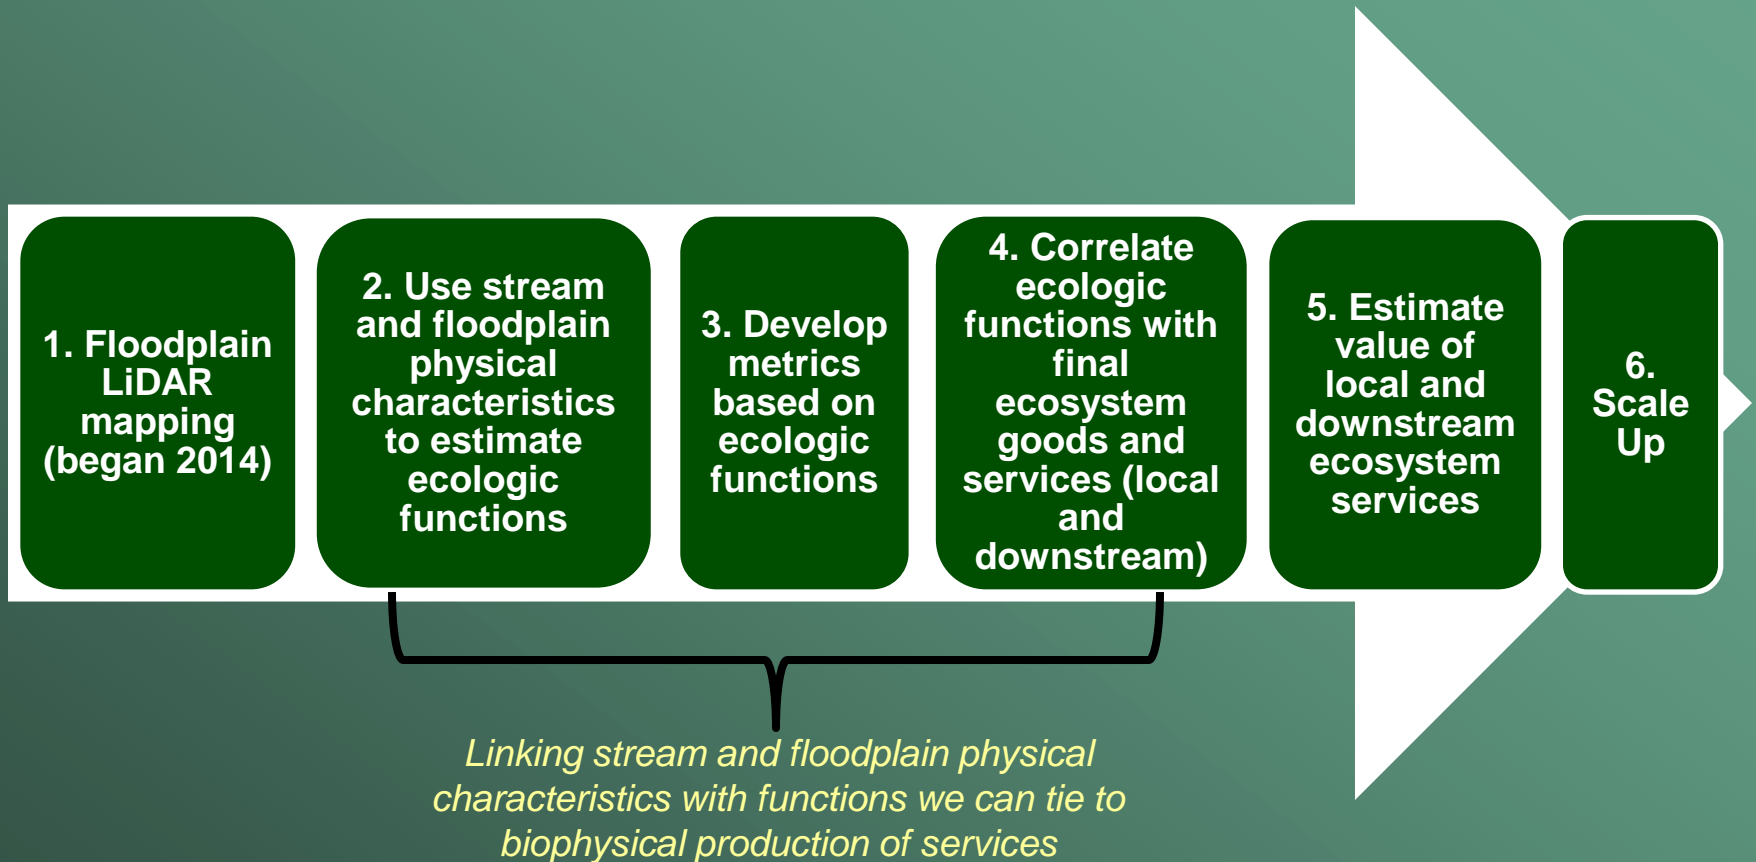 1. Floodplain
LiDAR
mapping
(began 2014)
2. Use stream
and floodplain
physical
characteristics
to estimate
ecologic
functions
3. Develop
metrics
based on
ecologic
functions
4. Correlate
ecologic
functions with
final
ecosystem
goods and
services (local
and
downstream)
5. Estimate
value of
local and
downstream
ecosystem
services
6.
Scale
Up
Linking stream and floodplain physical
characteristics with functions we can tie to
biophysical production of services